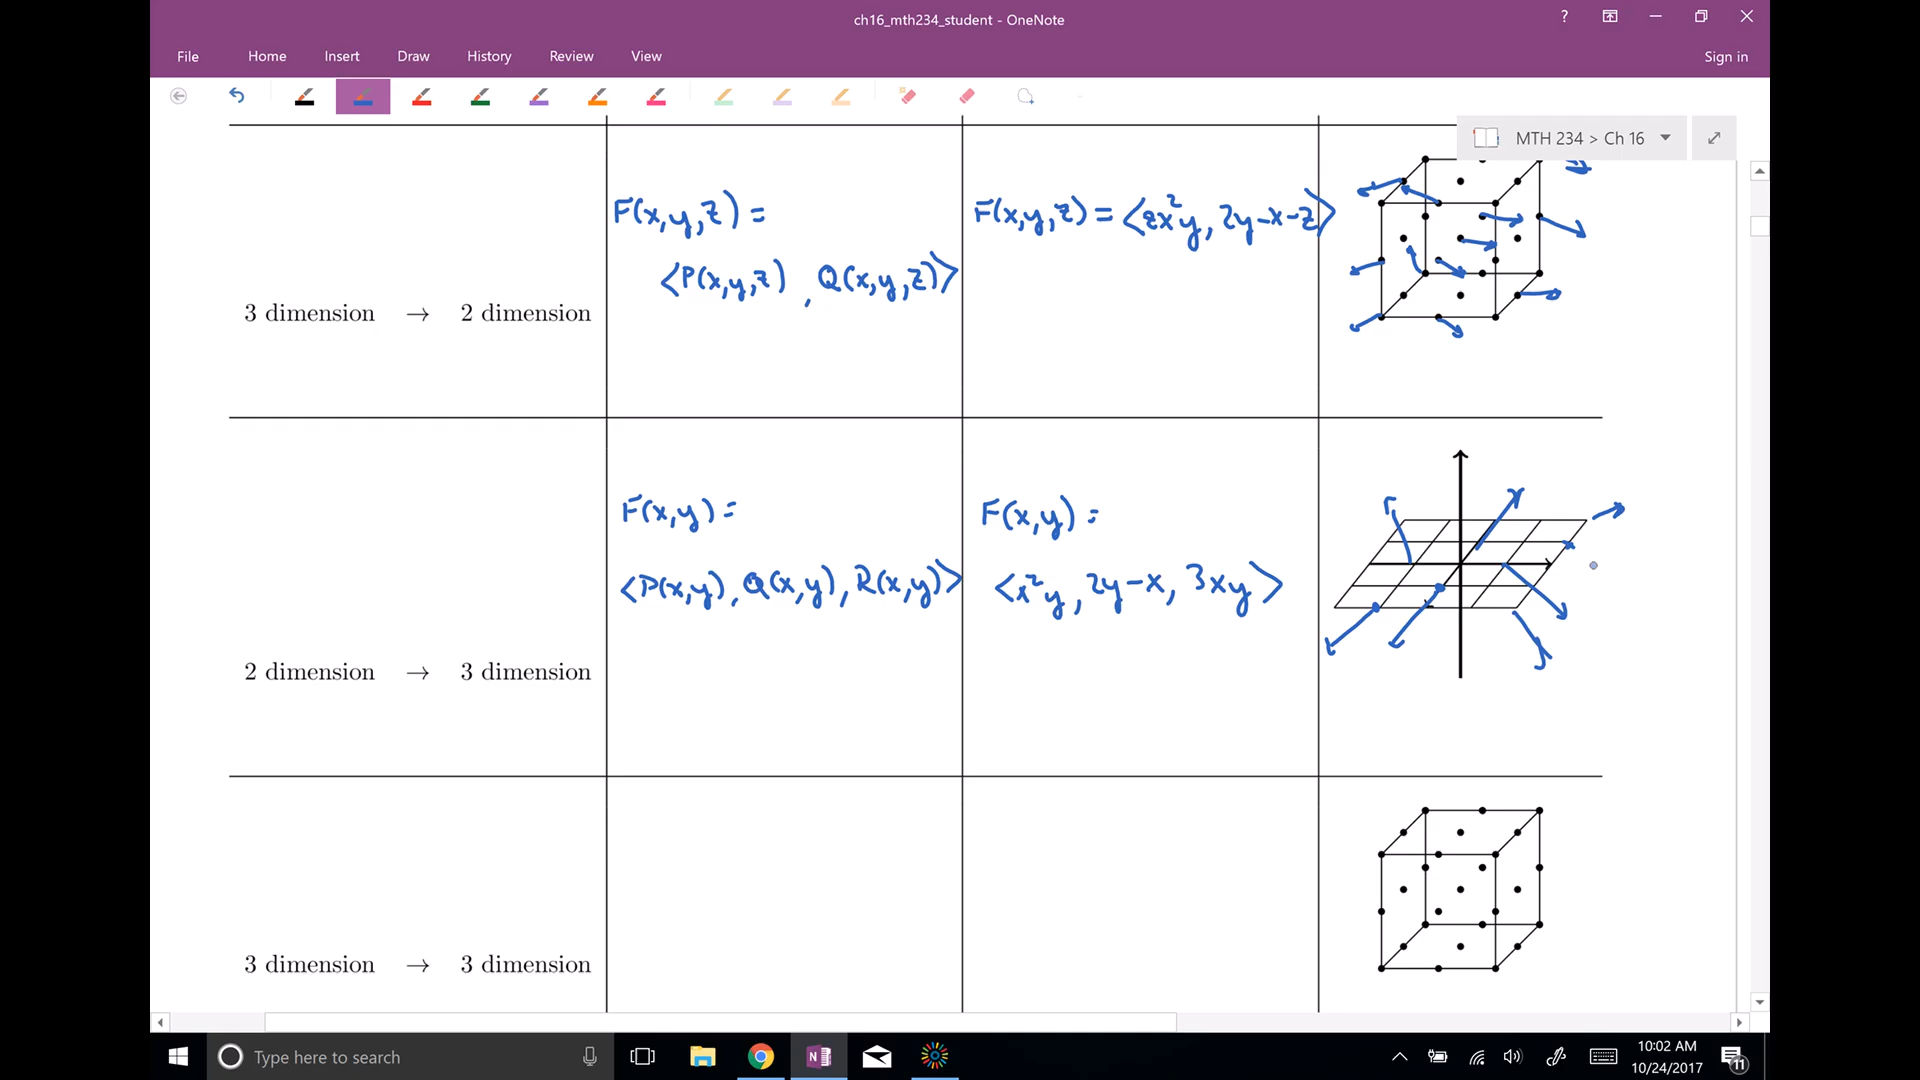 ch16_mth234_student - OneNote
?
File Home Insert Draw History Review View Sign in
MTH 234 > Ch 16
F(x,y,z) =
⟨P(x,y,z) , Q(x,y,z)⟩
F(x,y,z) = ⟨zx²y, 2y-x-z⟩
3 dimension → 2 dimension
F(x,y) =
⟨P(x,y), Q(x,y), R(x,y)⟩
F(x,y) =
⟨x²y, 2y-x, 3xy⟩
2 dimension → 3 dimension
3 dimension → 3 dimension
Type here to search
10:02 AM
10/24/2017
11